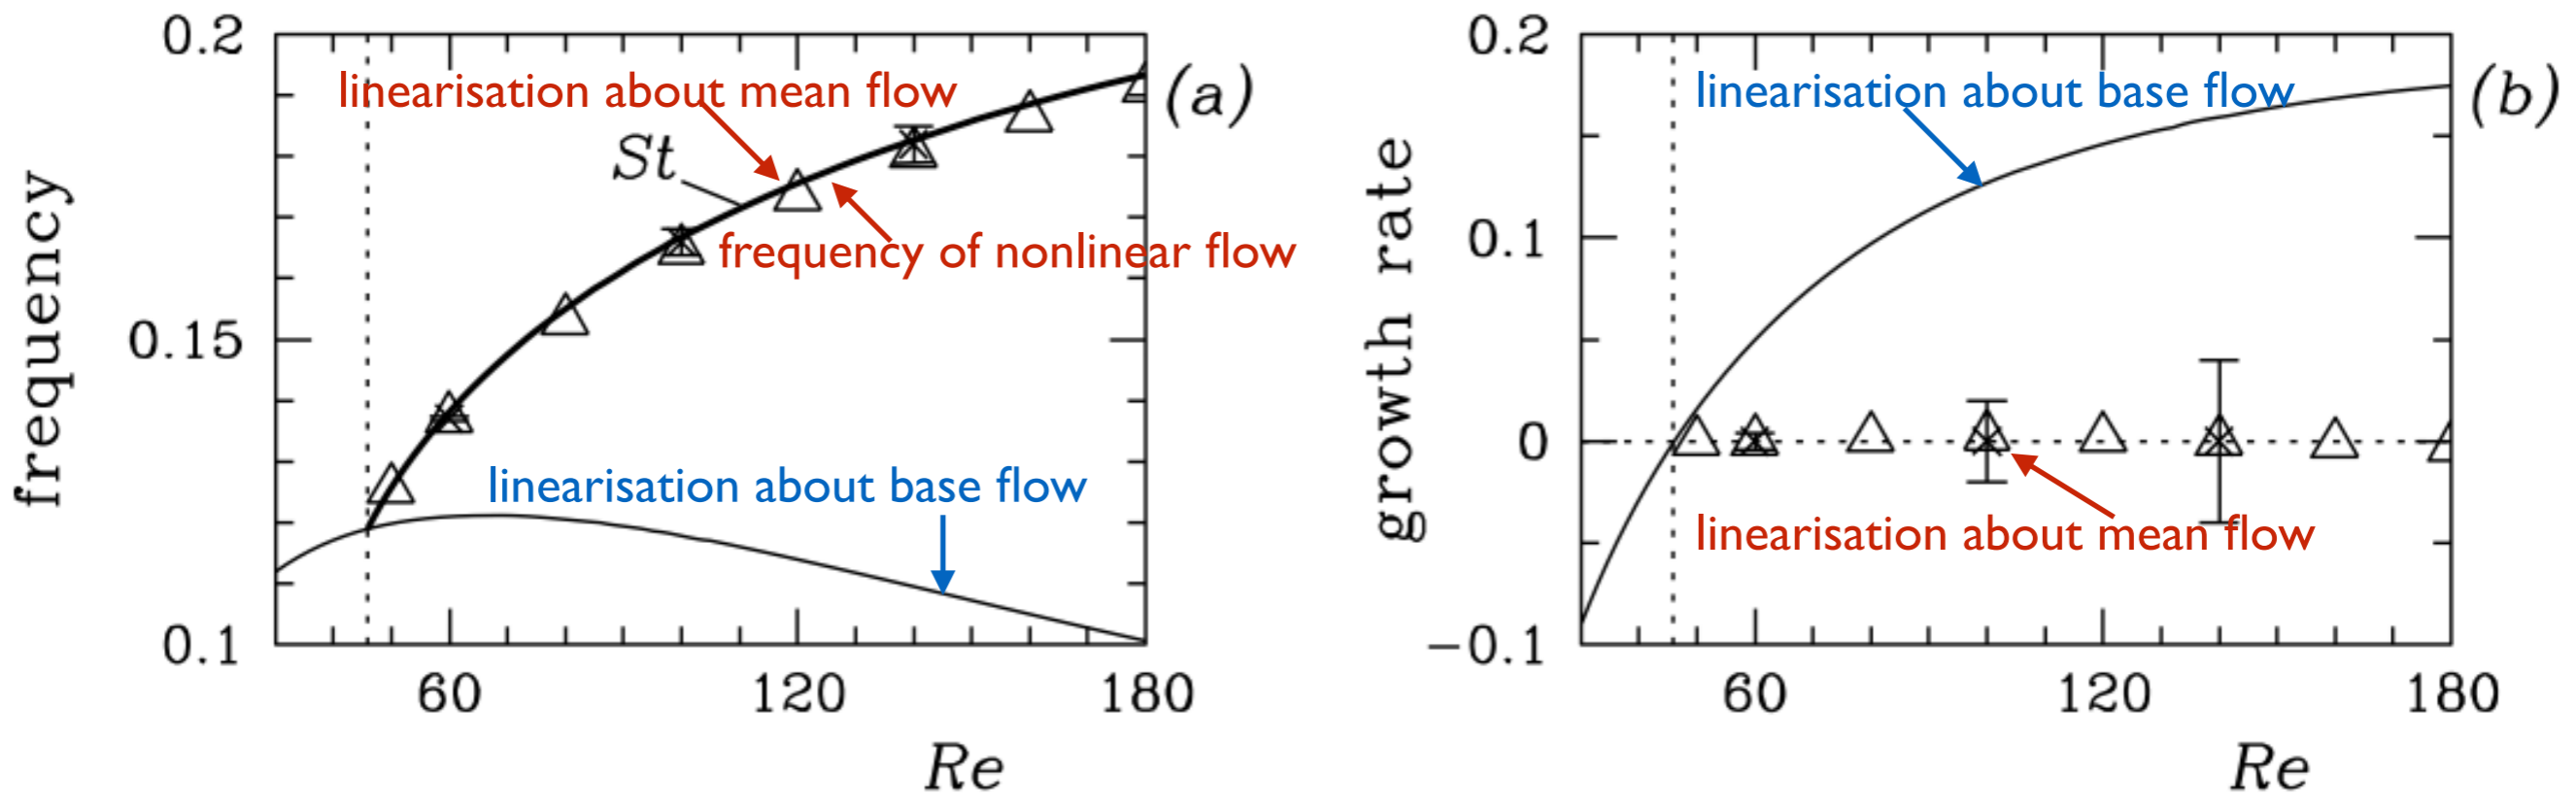 0.2
linearisation about mean flow
(a)
St
frequency
frequency of nonlinear flow
0.15
linearisation about base flow
0.1
60 120 180
Re
0.2
linearisation about base flow
(b)
growth rate
0.1
0
linearisation about mean flow
−0.1
60 120 180
Re